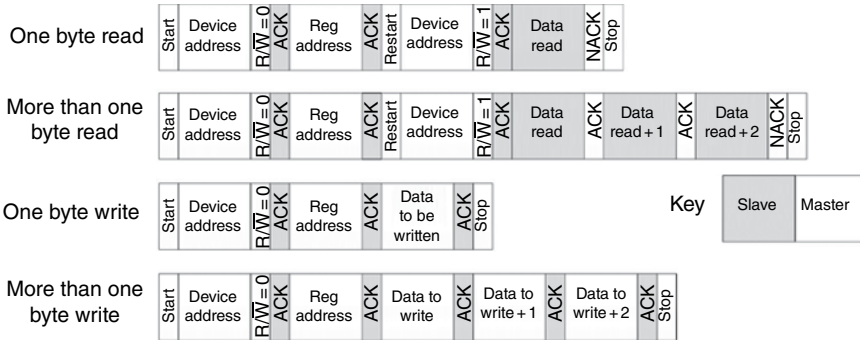 One byte read
Start Device address R/W̅ = 0 ACK Reg address ACK Restart Device address R/W̅ = 1 ACK Data read NACK Stop
More than one byte read
Start Device address R/W̅ = 0 ACK Reg address ACK Restart Device address R/W̅ = 1 ACK Data read ACK Data read + 1 ACK Data read + 2 NACK Stop
One byte write
Start Device address R/W̅ = 0 ACK Reg address ACK Data to be written ACK Stop
Key Slave Master
More than one byte write
Start Device address R/W̅ = 0 ACK Reg address ACK Data to write ACK Data to write + 1 ACK Data to write + 2 ACK Stop